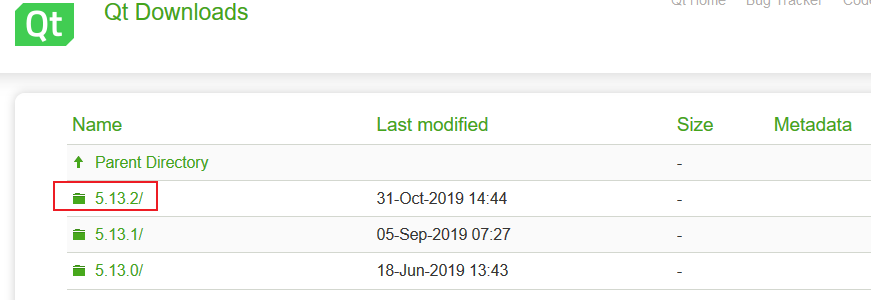 Qt
Qt Downloads
Qt Home Bug Tracker Code
Name Last modified Size Metadata
Parent Directory -
5.13.2/ 31-Oct-2019 14:44 -
5.13.1/ 05-Sep-2019 07:27 -
5.13.0/ 18-Jun-2019 13:43 -